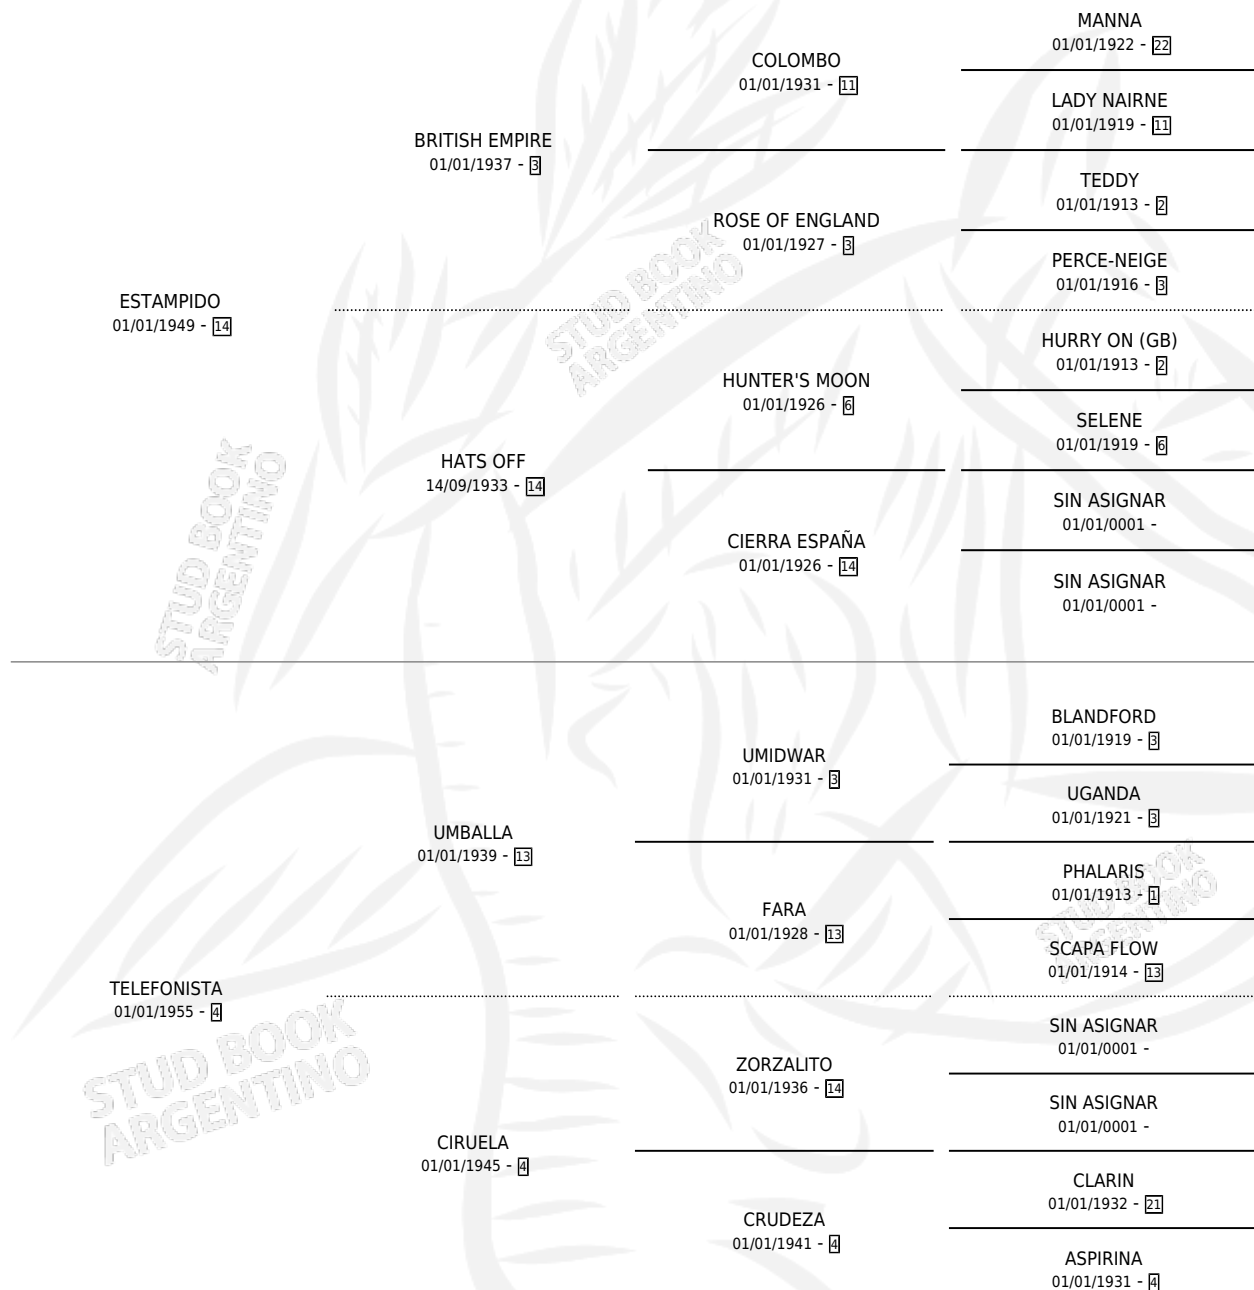 MANNA
01/01/1922 - 22
COLOMBO
01/01/1931 - 11
LADY NAIRNE
01/01/1919 - 11
BRITISH EMPIRE
01/01/1937 - 3
TEDDY
01/01/1913 - 2
ROSE OF ENGLAND
01/01/1927 - 3
PERCE-NEIGE
01/01/1916 - 3
ESTAMPIDO
01/01/1949 - 14
STUD BOOK
ARGENTINO
HURRY ON (GB)
01/01/1913 - 2
HUNTER'S MOON
01/01/1926 - 6
SELENE
01/01/1919 - 6
HATS OFF
14/09/1933 - 14
SIN ASIGNAR
01/01/0001 -
CIERRA ESPAÑA
01/01/1926 - 14
SIN ASIGNAR
01/01/0001 -
STUD BOOK
ARGENTINO
BLANDFORD
01/01/1919 - 3
UMIDWAR
01/01/1931 - 3
UGANDA
01/01/1921 - 3
UMBALLA
01/01/1939 - 13
PHALARIS
01/01/1913 - 1
FARA
01/01/1928 - 13
SCAPA FLOW
01/01/1914 - 13
STUD BOOK
ARGENTINO
TELEFONISTA
01/01/1955 - 4
SIN ASIGNAR
01/01/0001 -
ZORZALITO
01/01/1936 - 14
SIN ASIGNAR
01/01/0001 -
STUD BOOK
ARGENTINO
CIRUELA
01/01/1945 - 4
CLARIN
01/01/1932 - 21
CRUDEZA
01/01/1941 - 4
ASPIRINA
01/01/1931 - 4